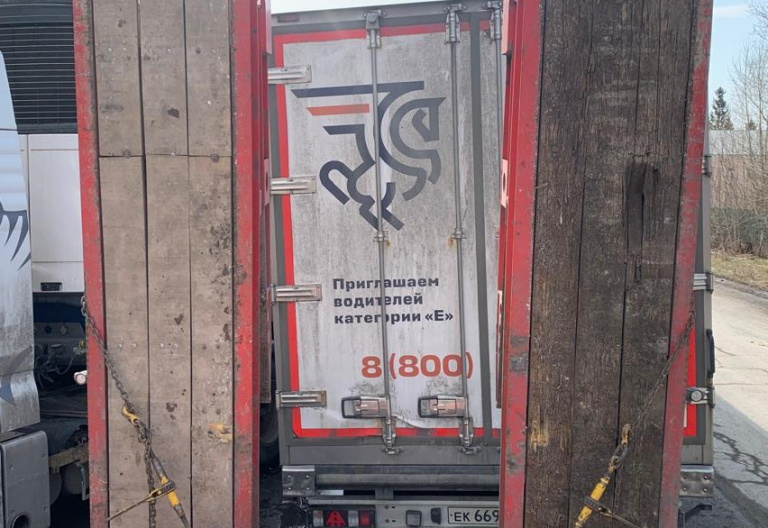 Приглашаем
водителей
категории «Е»
8(800)
ЕК 669